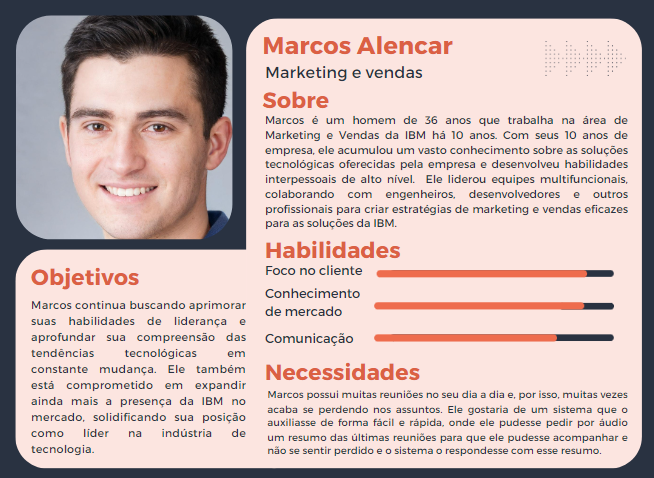 Marcos Alencar
Marketing e vendas
Sobre
Marcos é um homem de 36 anos que trabalha na área de
Marketing e Vendas da IBM há 10 anos. Com seus 10 anos de
empresa, ele acumulou um vasto conhecimento sobre as soluções
tecnológicas oferecidas pela empresa e desenvolveu habilidades
interpessoais de alto nível. Ele liderou equipes multifuncionais,
colaborando com engenheiros, desenvolvedores e outros
profissionais para criar estratégias de marketing e vendas eficazes
para as soluções da IBM.
Habilidades
Foco no cliente
Conhecimento
de mercado
Comunicação
Necessidades
Marcos possui muitas reuniões no seu dia a dia e, por isso, muitas vezes
acaba se perdendo nos assuntos. Ele gostaria de um sistema que o
auxiliasse de forma fácil e rápida, onde ele pudesse pedir por áudio
um resumo das últimas reuniões para que ele pudesse acompanhar e
não se sentir perdido e o sistema o respondesse com esse resumo.
Objetivos
Marcos continua buscando aprimorar
suas habilidades de liderança e
aprofundar sua compreensão das
tendências tecnológicas em
constante mudança. Ele também
está comprometido em expandir
ainda mais a presença da IBM no
mercado, solidificando sua posição
como líder na indústria de
tecnologia.